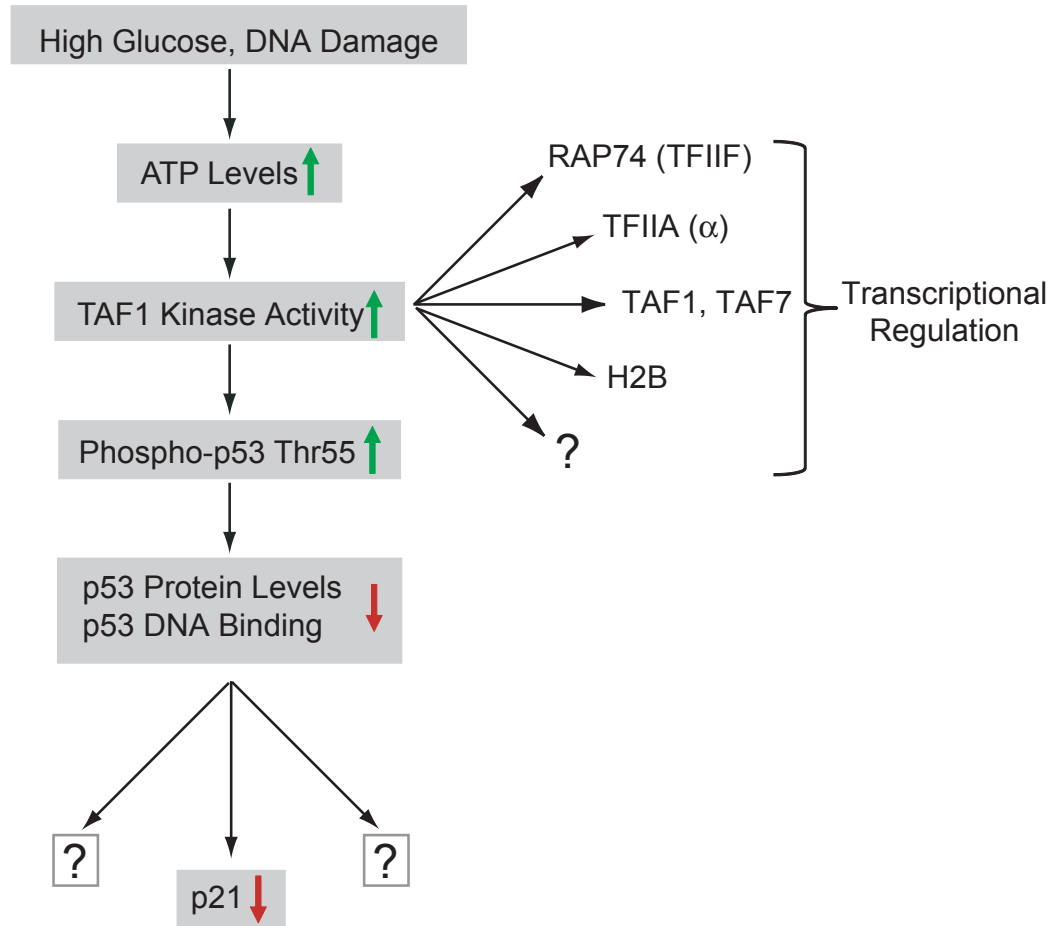 High Glucose, DNA Damage
ATP Levels
TAF1 Kinase Activity
Phospho-p53 Thr55
p53 Protein Levels
p53 DNA Binding
?
p21
?
RAP74 (TFIIF)
TFIIA (α)
TAF1, TAF7
H2B
?
Transcriptional
Regulation